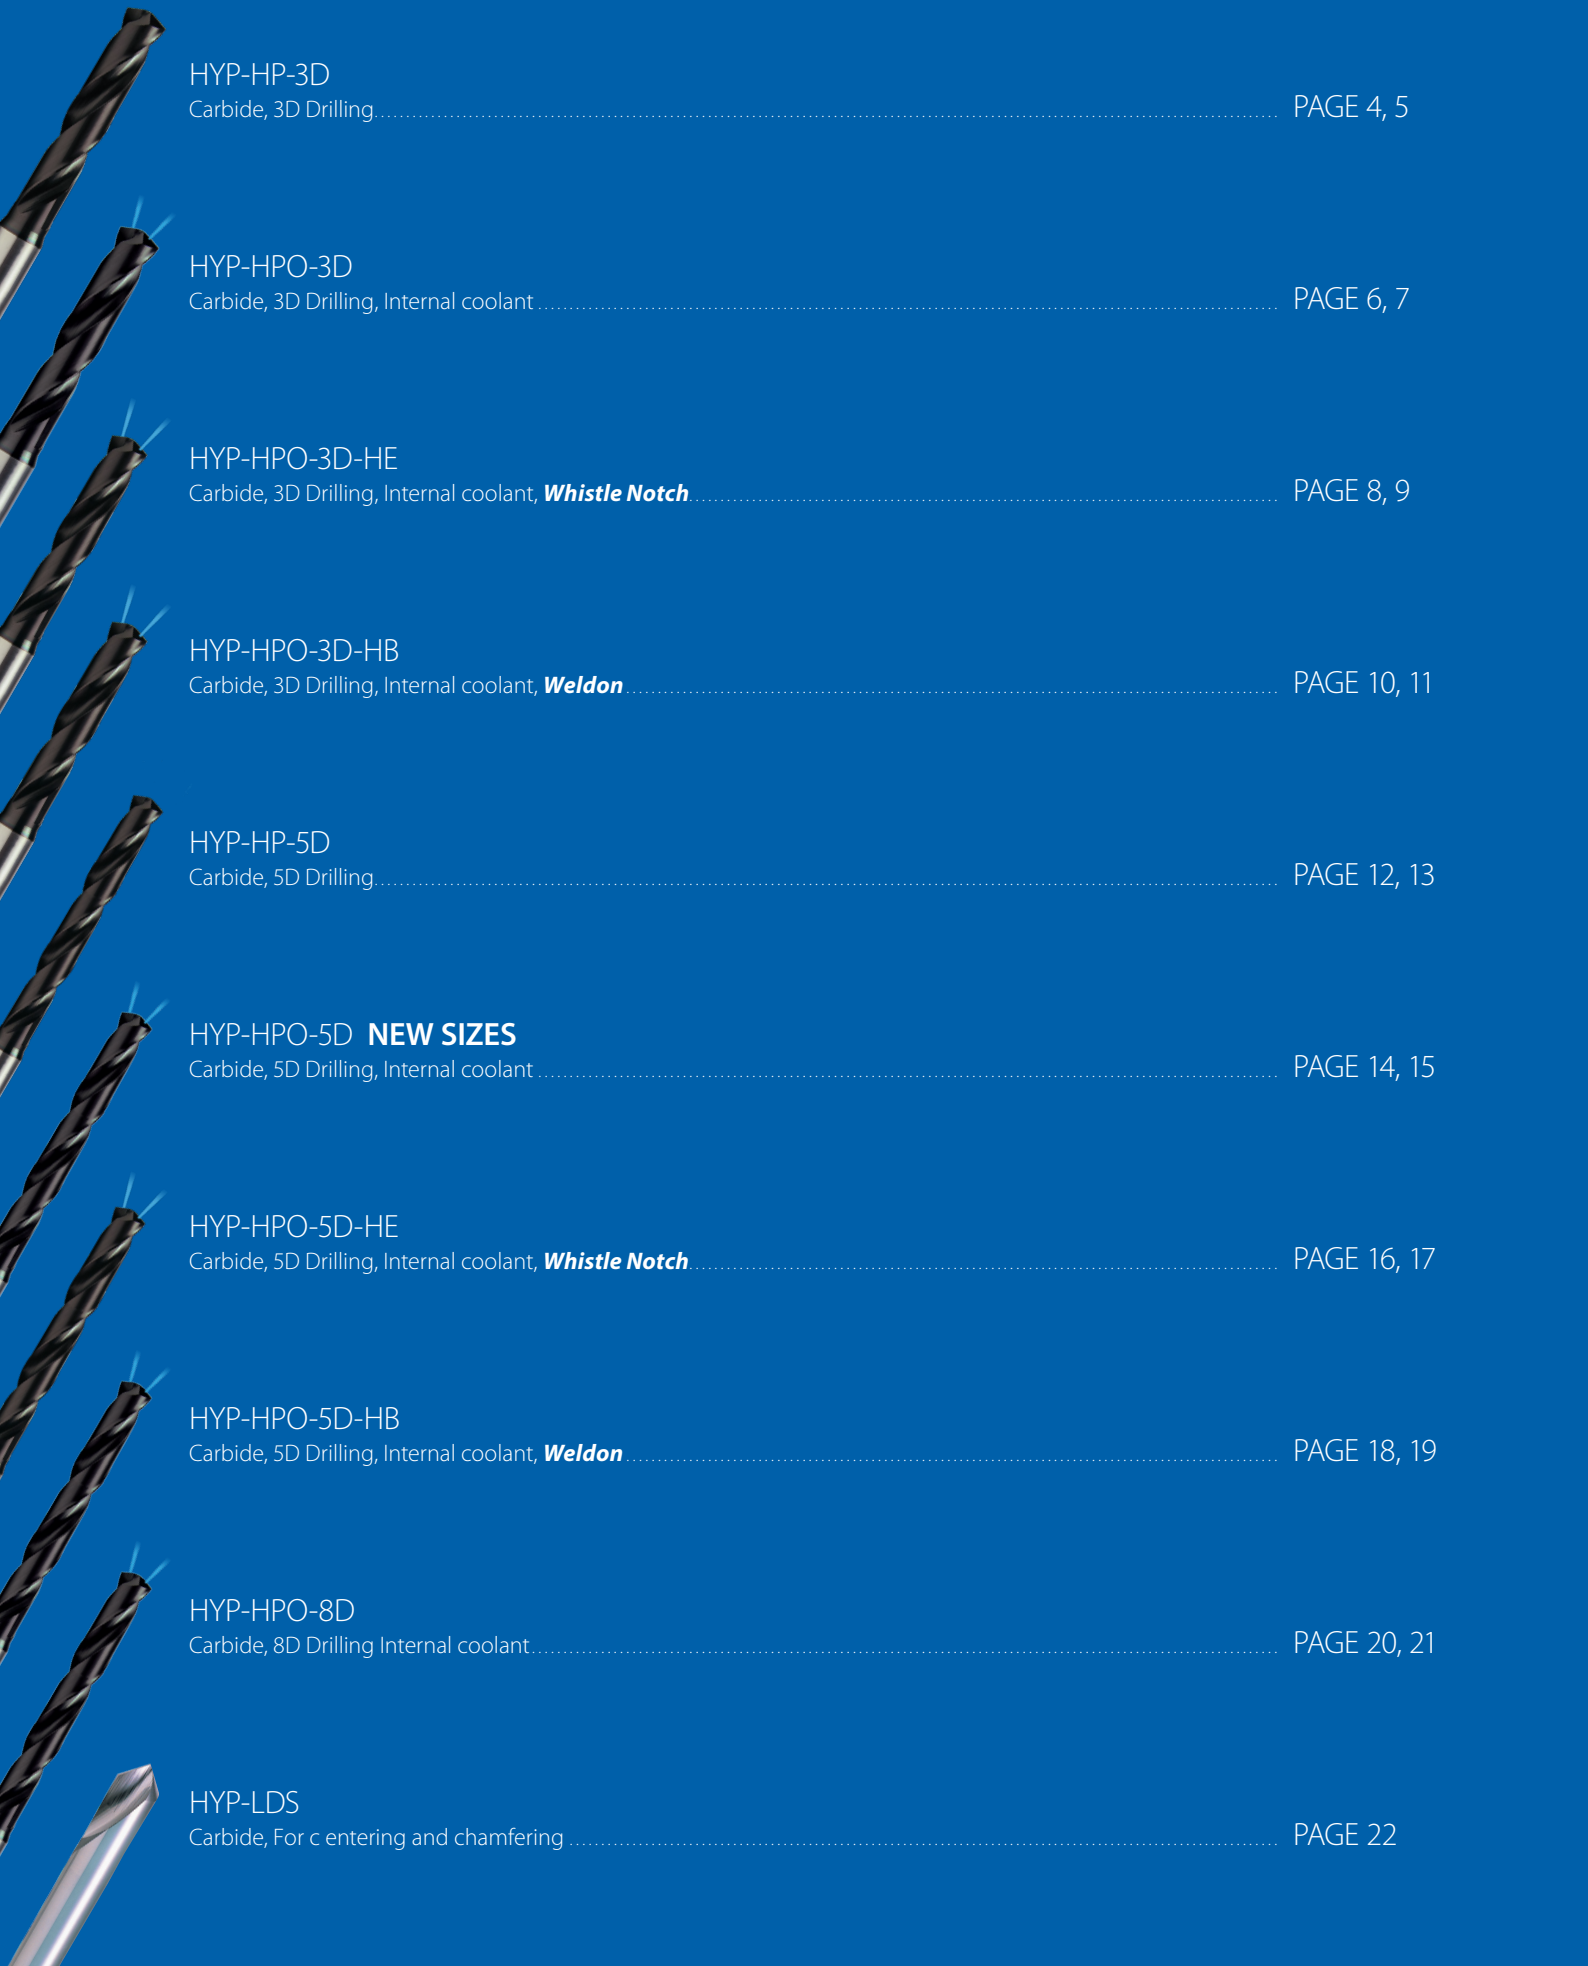 HYP-HP-3D
Carbide, 3D Drilling PAGE 4, 5
HYP-HPO-3D
Carbide, 3D Drilling, Internal coolant PAGE 6, 7
HYP-HPO-3D-HE
Carbide, 3D Drilling, Internal coolant, Whistle Notch PAGE 8, 9
HYP-HPO-3D-HB
Carbide, 3D Drilling, Internal coolant, Weldon PAGE 10, 11
HYP-HP-5D
Carbide, 5D Drilling PAGE 12, 13
HYP-HPO-5D NEW SIZES
Carbide, 5D Drilling, Internal coolant PAGE 14, 15
HYP-HPO-5D-HE
Carbide, 5D Drilling, Internal coolant, Whistle Notch PAGE 16, 17
HYP-HPO-5D-HB
Carbide, 5D Drilling, Internal coolant, Weldon PAGE 18, 19
HYP-HPO-8D
Carbide, 8D Drilling Internal coolant PAGE 20, 21
HYP-LDS
Carbide, For c entering and chamfering PAGE 22